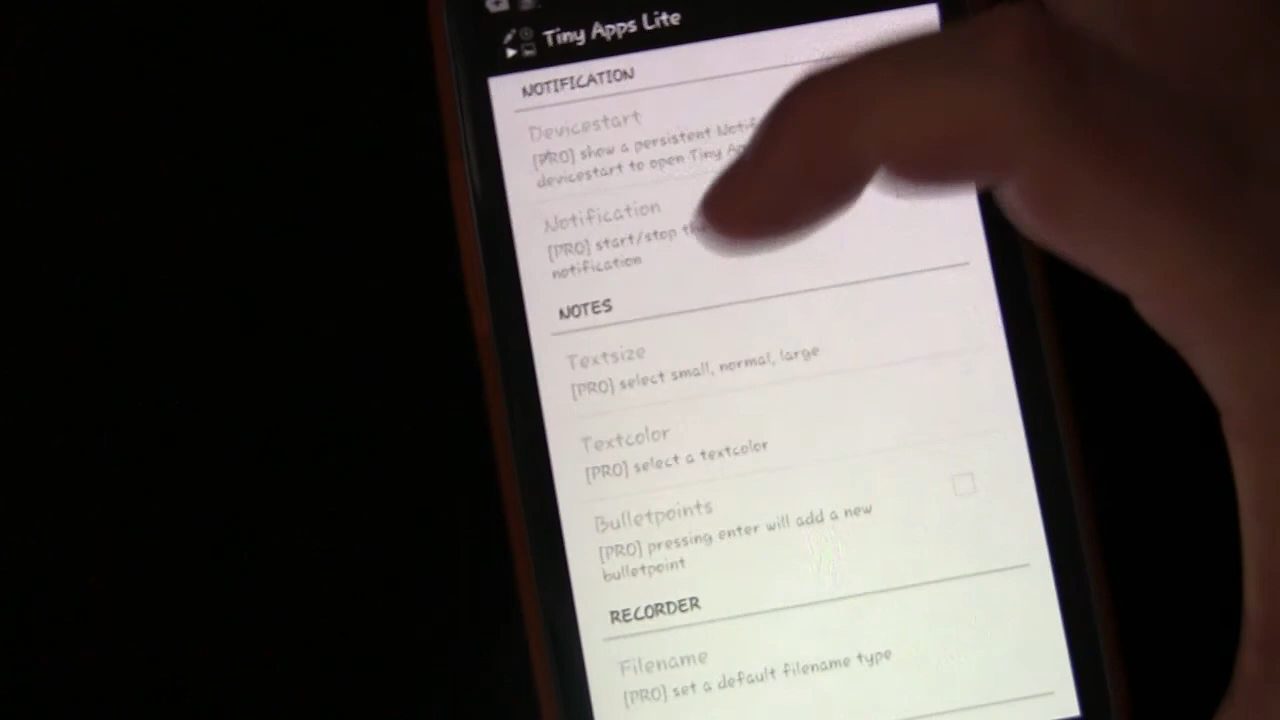 Tiny Apps Lite
NOTIFICATION
Devicestart
[PRO] show a persistent
devicestart to open Tiny
Notification
[PRO] start/stop
notification
NOTES
Textsize
[PRO] select small, normal, large
Textcolor
[PRO] select a textcolor
Bulletpoints
[PRO] pressing enter will add a new
bulletpoint
RECORDER
Filename
[PRO] set a default filename type